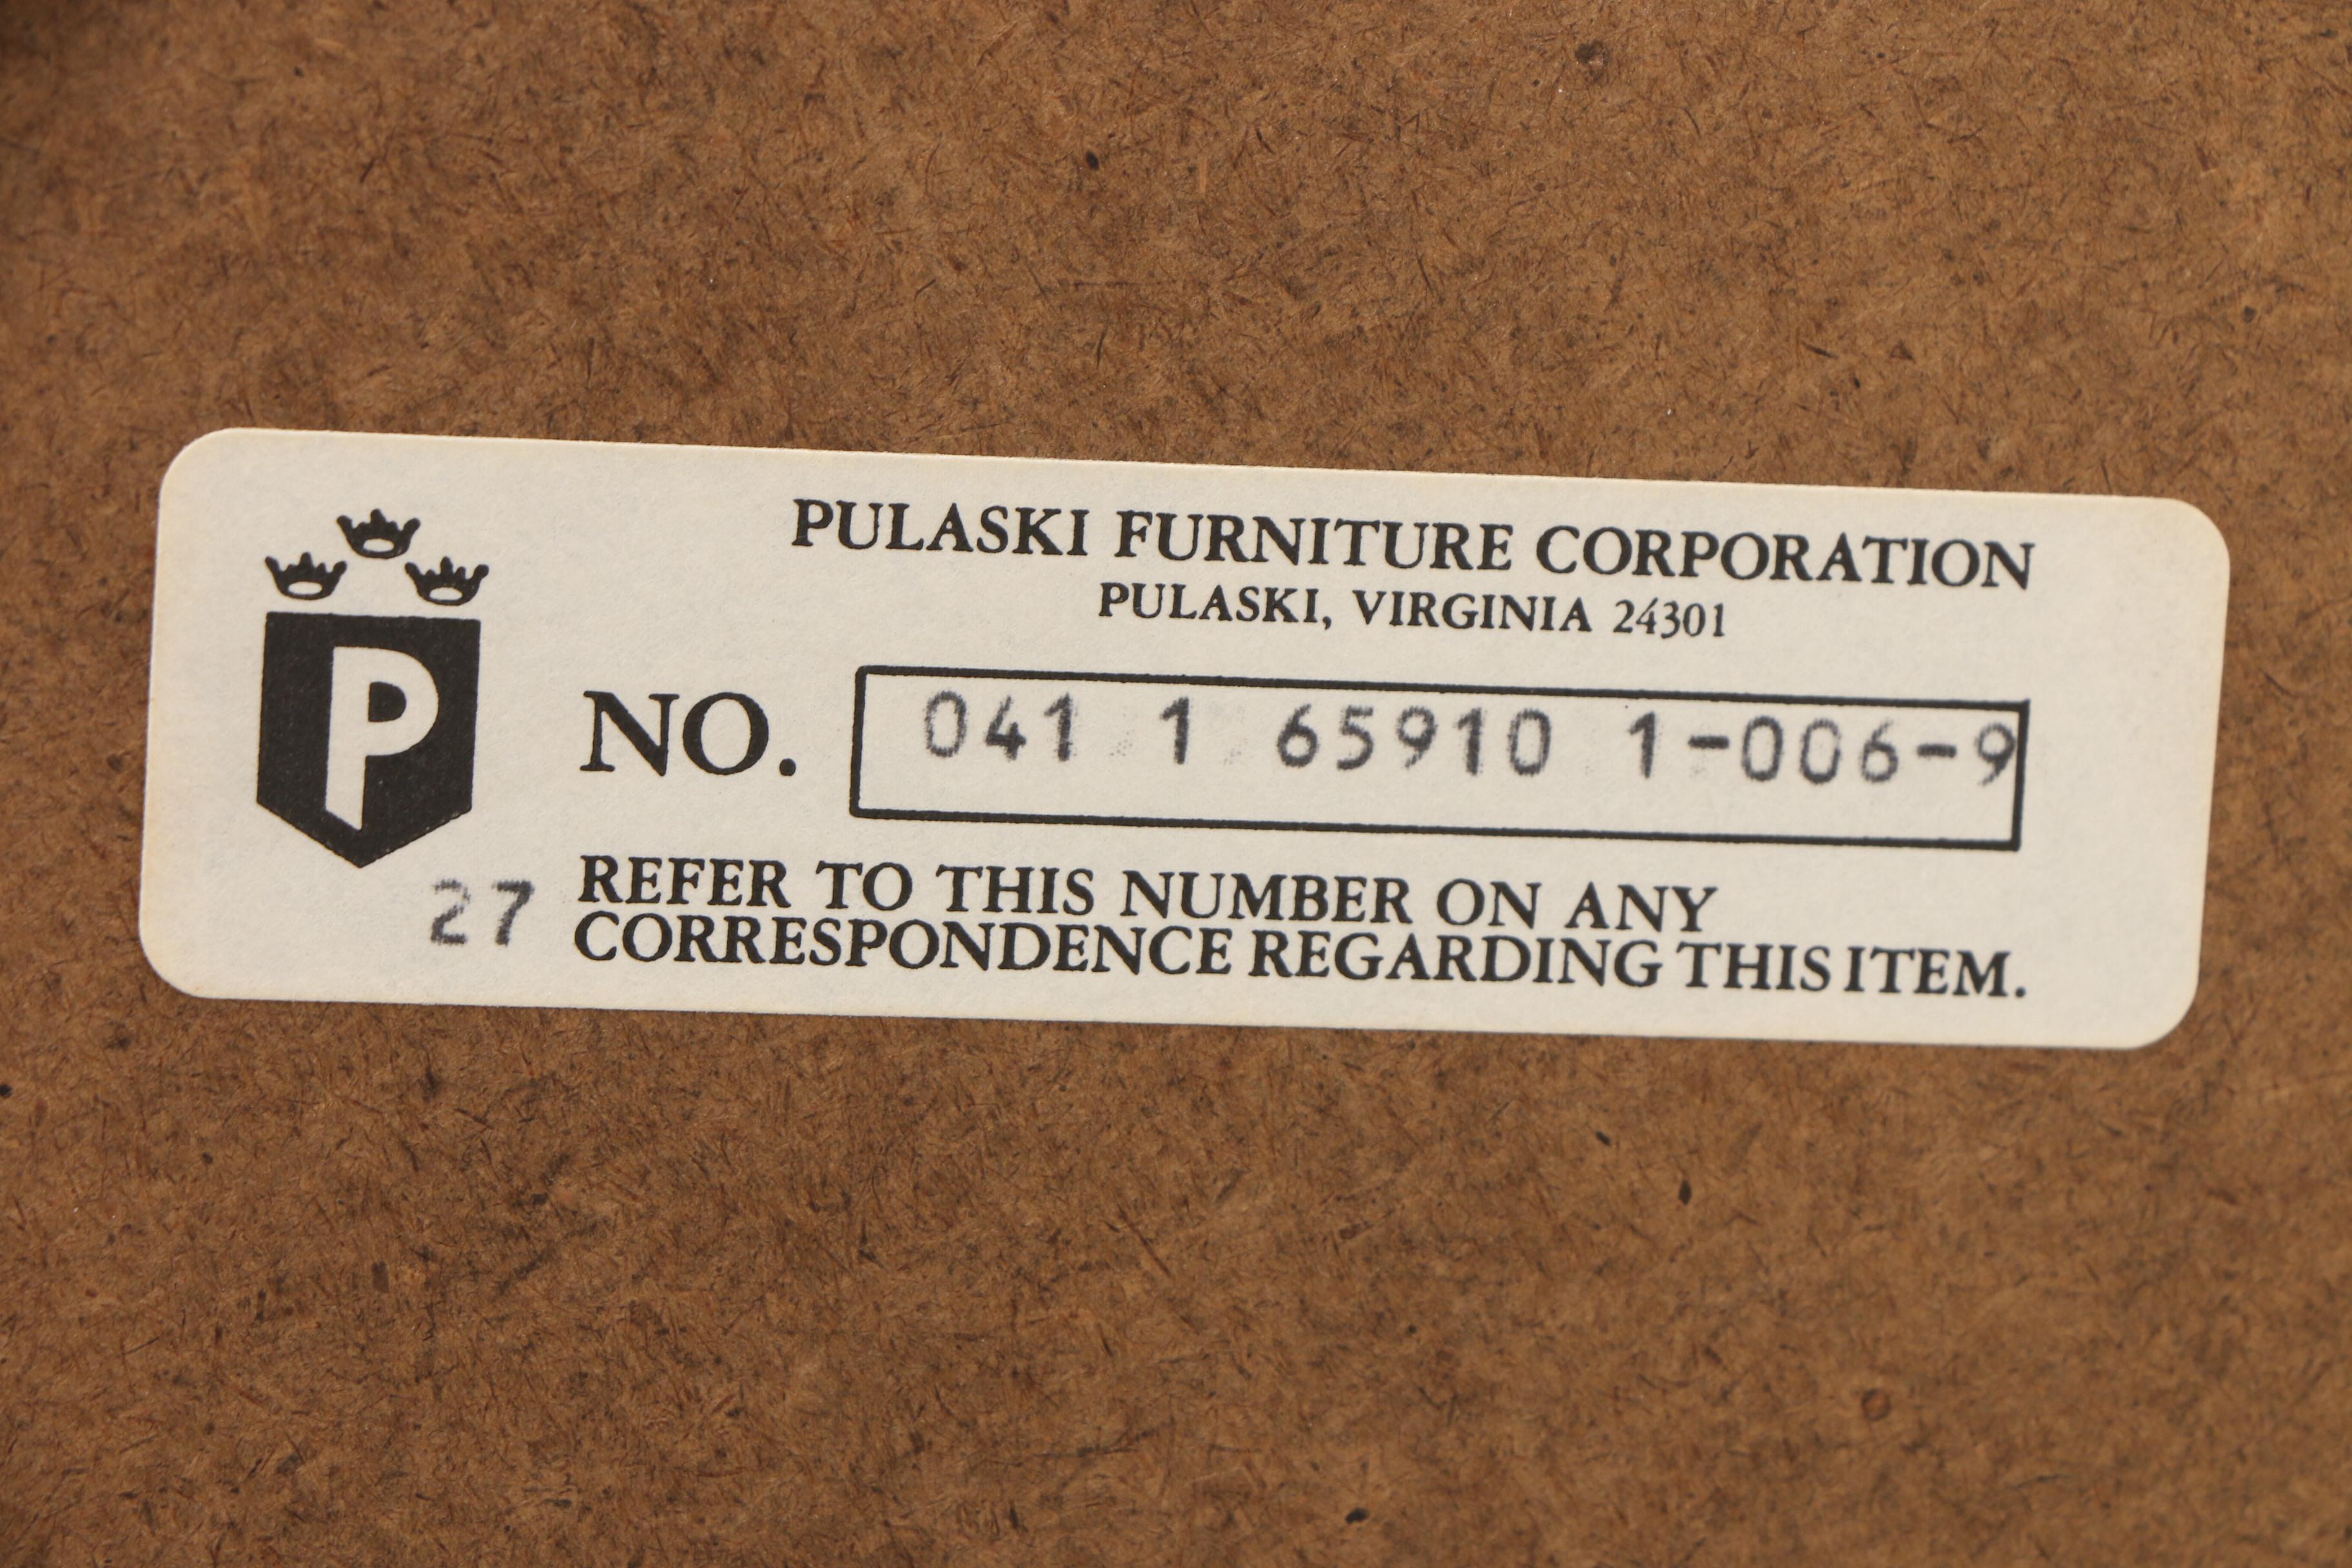 PULASKI FURNITURE CORPORATION
PULASKI, VIRGINIA 24301
P
NO. 041 1 65910 1-006-9
27 REFER TO THIS NUMBER ON ANY
CORRESPONDENCE REGARDING THIS ITEM.